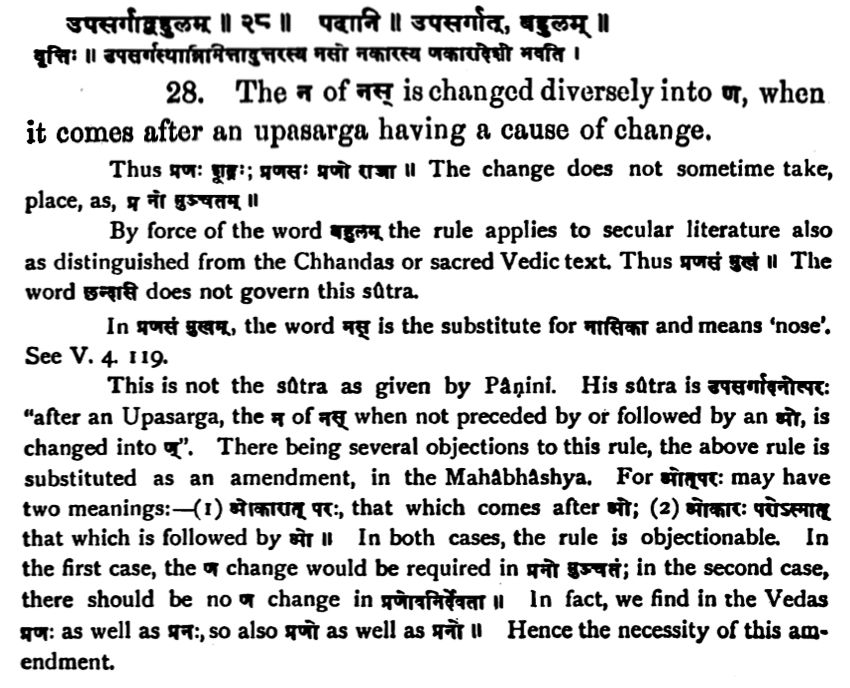 उपसर्गाद्बहुलम् ॥ २८ ॥ पदानि ॥ उपसर्गात्, बहुलम् ॥
वृत्तिः ॥ उपसर्गस्थान्निमित्तादुत्तरस्य नसो नकारस्य णकारादेशो भवति ।
28. The न of नस् is changed diversely into ण, when
it comes after an upasarga having a cause of change.
Thus प्रणः शूद्रः; प्रणसः प्रणो राजा ॥ The change does not sometime take,
place, as, प्र नो मुञ्चतम् ॥
By force of the word बहुलम् the rule applies to secular literature also
as distinguished from the Chhandas or sacred Vedic text. Thus प्रणसं मुखं ॥ The
word छन्दसि does not govern this sûtra.
In प्रणसं मुखम्, the word नस् is the substitute for नासिका and means 'nose'.
See V. 4. 119.
This is not the sûtra as given by Pâṇini. His sûtra is उपसर्गादनोत्परः
"after an Upasarga, the न of नस् when not preceded by or followed by an ओ, is
changed into ण्". There being several objections to this rule, the above rule is
substituted as an amendment, in the Mahâbhâshya. For ओत्परः may have
two meanings:—(1) ओकारात् परः, that which comes after ओ; (2) ओकारः परोऽस्मात्
that which is followed by ओ ॥ In both cases, the rule is objectionable. In
the first case, the ण change would be required in प्रनो मुञ्चतं; in the second case,
there should be no ण change in प्रणोवनिर्देवता ॥ In fact, we find in the Vedas
प्रणः as well as प्रनः, so also प्रणो as well as प्रनो ॥ Hence the necessity of this am-
endment.